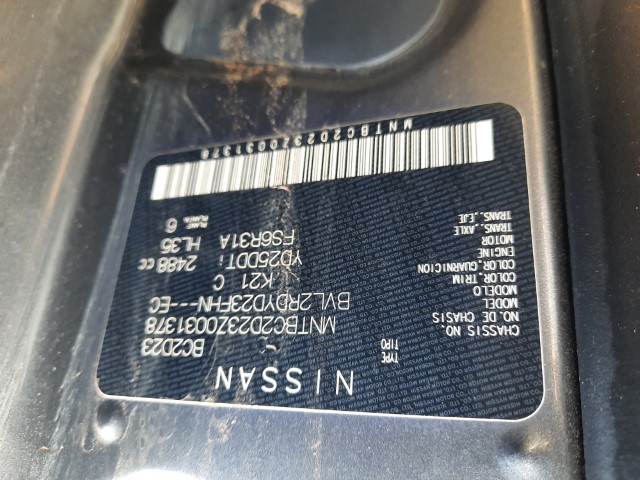 NISSAN
TYPE
TIPO
BC2D23
CHASSIS NO.
NO. DE CHASIS
MNTBC2D23Z0031378
MODEL
MODELO
BVL2RDYD23FHN--EC
COLOR, TRIM
COLOR, GUARNICION
K21 C
ENGINE
MOTOR
YD25DDTi 2488 cc
TRANS., AXLE
TRANS., EJE
FS6R31A HL35
PLANT
PLANTA
6
MNTBC2D23Z0031378